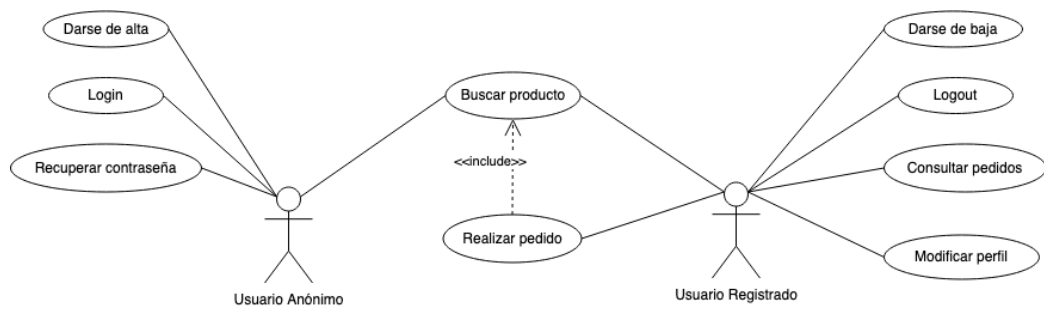 Darse de alta
Darse de baja
Login
Buscar producto
Logout
<<include>>
Recuperar contraseña
Consultar pedidos
Realizar pedido
Modificar perfil
Usuario Anónimo
Usuario Registrado